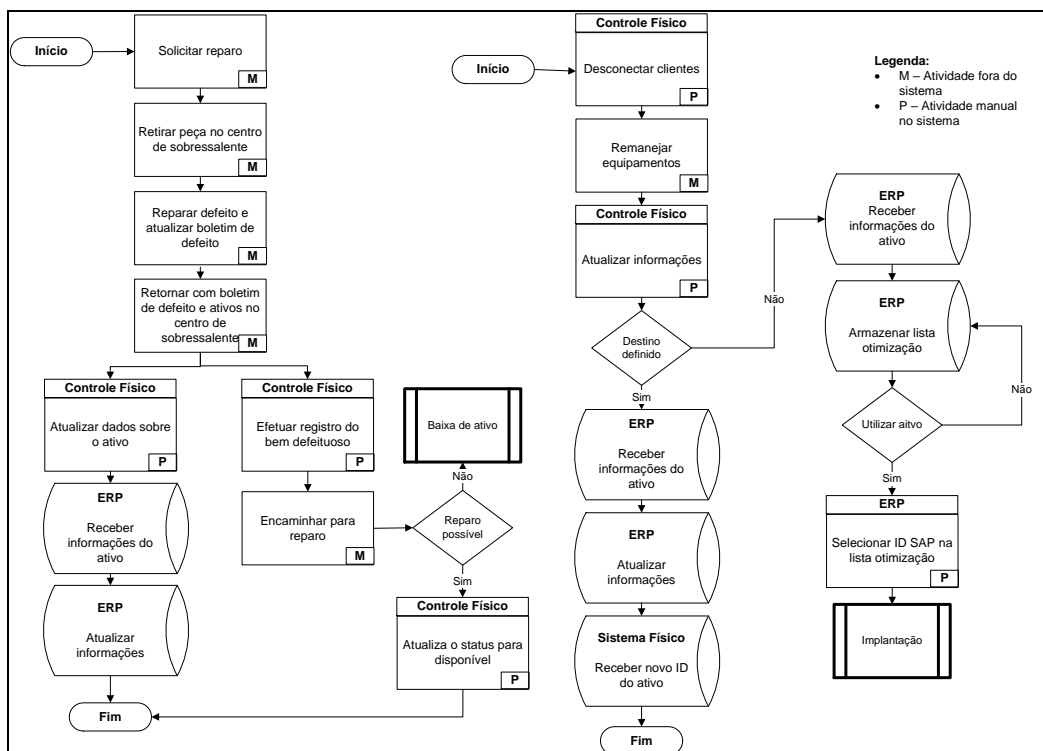 Início
Solicitar reparo
M
Retirar peça no centro
de sobressalente
M
Reparar defeito e
atualizar boletim de
defeito
M
Retornar com boletim
de defeito e ativos no
centro de
sobressalente
M
Controle Físico
Atualizar dados sobre
o ativo
P
ERP
Receber
informações do
ativo
ERP
Atualizar
informações
Fim
Controle Físico
Efetuar registro do
bem defeituoso
P
Encaminhar para
reparo
M
Baixa de ativo
Não
Reparo
possível
Sim
Controle Físico
Atualiza o status para
disponível
P
Início
Controle Físico
Desconectar clientes
P
Remanejar
equipamentos
M
Controle Físico
Atualizar informações
P
Destino
definido
Não
Sim
ERP
Receber
informações do
ativo
ERP
Atualizar
informações
Sistema Físico
Receber novo ID
do ativo
Fim
Legenda:
• M – Atividade fora do
sistema
• P – Atividade manual
no sistema
ERP
Receber
informações do
ativo
ERP
Armazenar lista
otimização
Não
Utilizar aitvo
Sim
ERP
Selecionar ID SAP na
lista otimização
P
Implantação